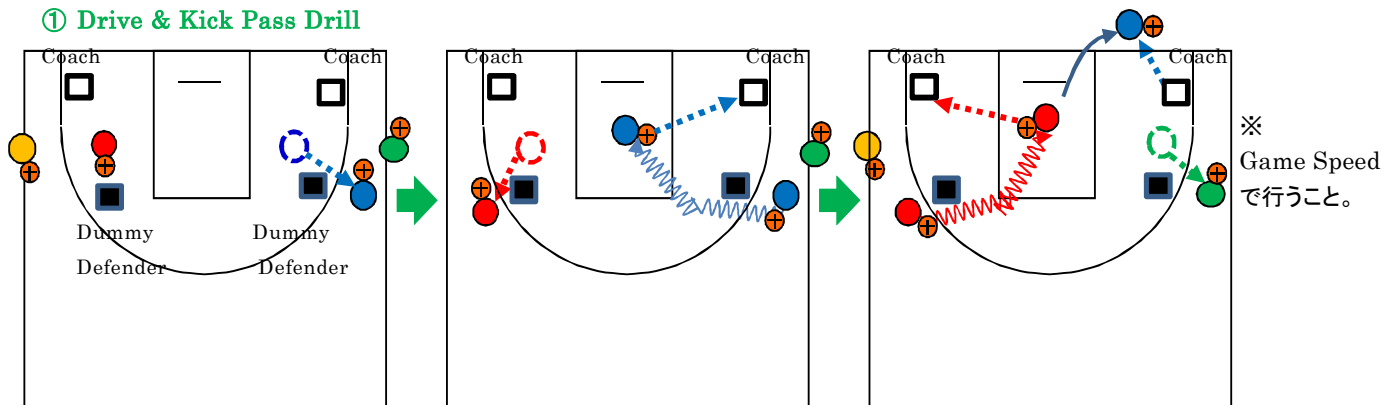 ① Drive & Kick Pass Drill
Coach Coach
Dummy Dummy
Defender Defender
Coach Coach
Coach Coach
※
Game Speed
で行うこと。